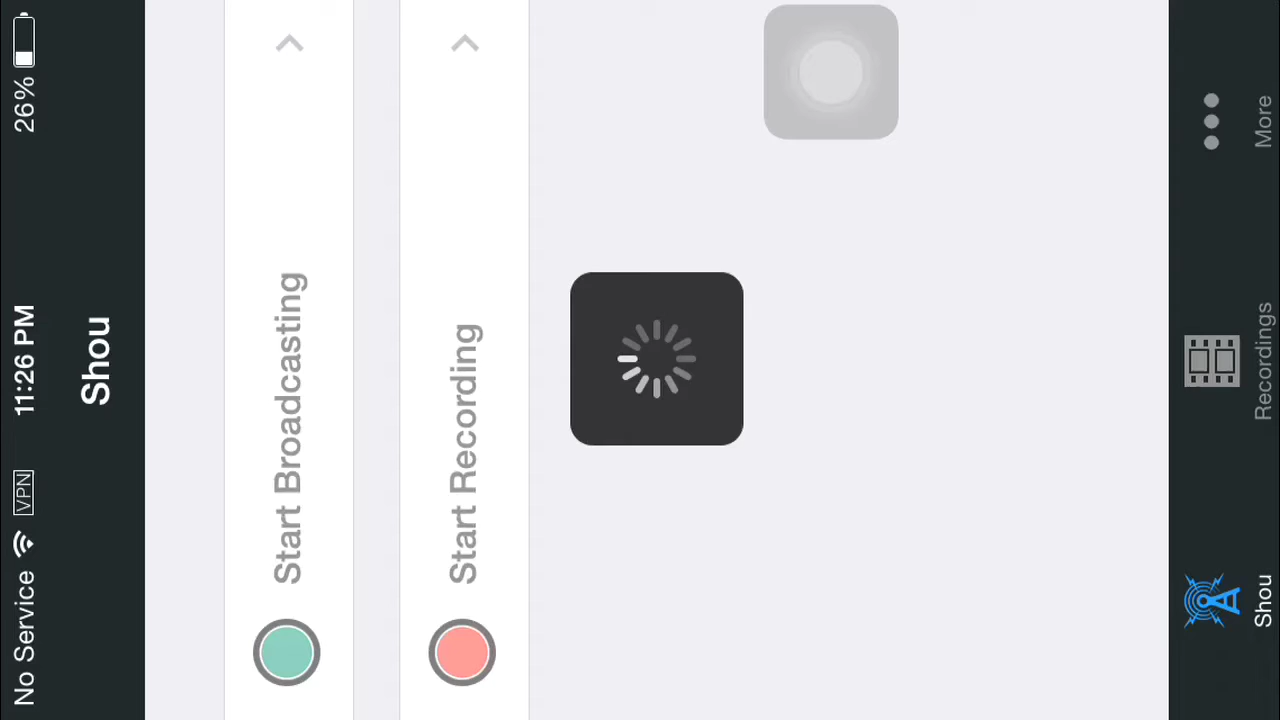 No Service VPN 11:26 PM 26%
Shou
Start Broadcasting
Start Recording
Shou Recordings More